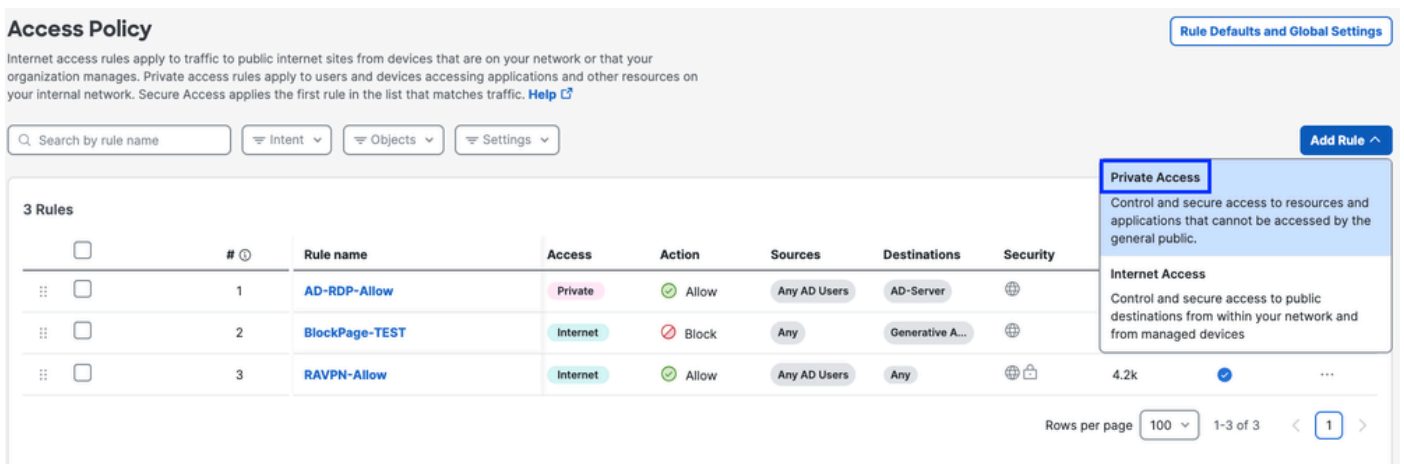 Access Policy
Rule Defaults and Global Settings
Internet access rules apply to traffic to public internet sites from devices that are on your network or that your
organization manages. Private access rules apply to users and devices accessing applications and other resources on
your internal network. Secure Access applies the first rule in the list that matches traffic. Help
Search by rule name
Intent
Objects
Settings
Add Rule
Private Access
Control and secure access to resources and
applications that cannot be accessed by the
general public.
Internet Access
Control and secure access to public
destinations from within your network and
from managed devices
3 Rules
# Rule name Access Action Sources Destinations Security
1 AD-RDP-Allow Private Allow Any AD Users AD-Server
2 BlockPage-TEST Internet Block Any Generative A...
3 RAVPN-Allow Internet Allow Any AD Users Any 4.2k ...
Rows per page 100 1-3 of 3 < 1 >